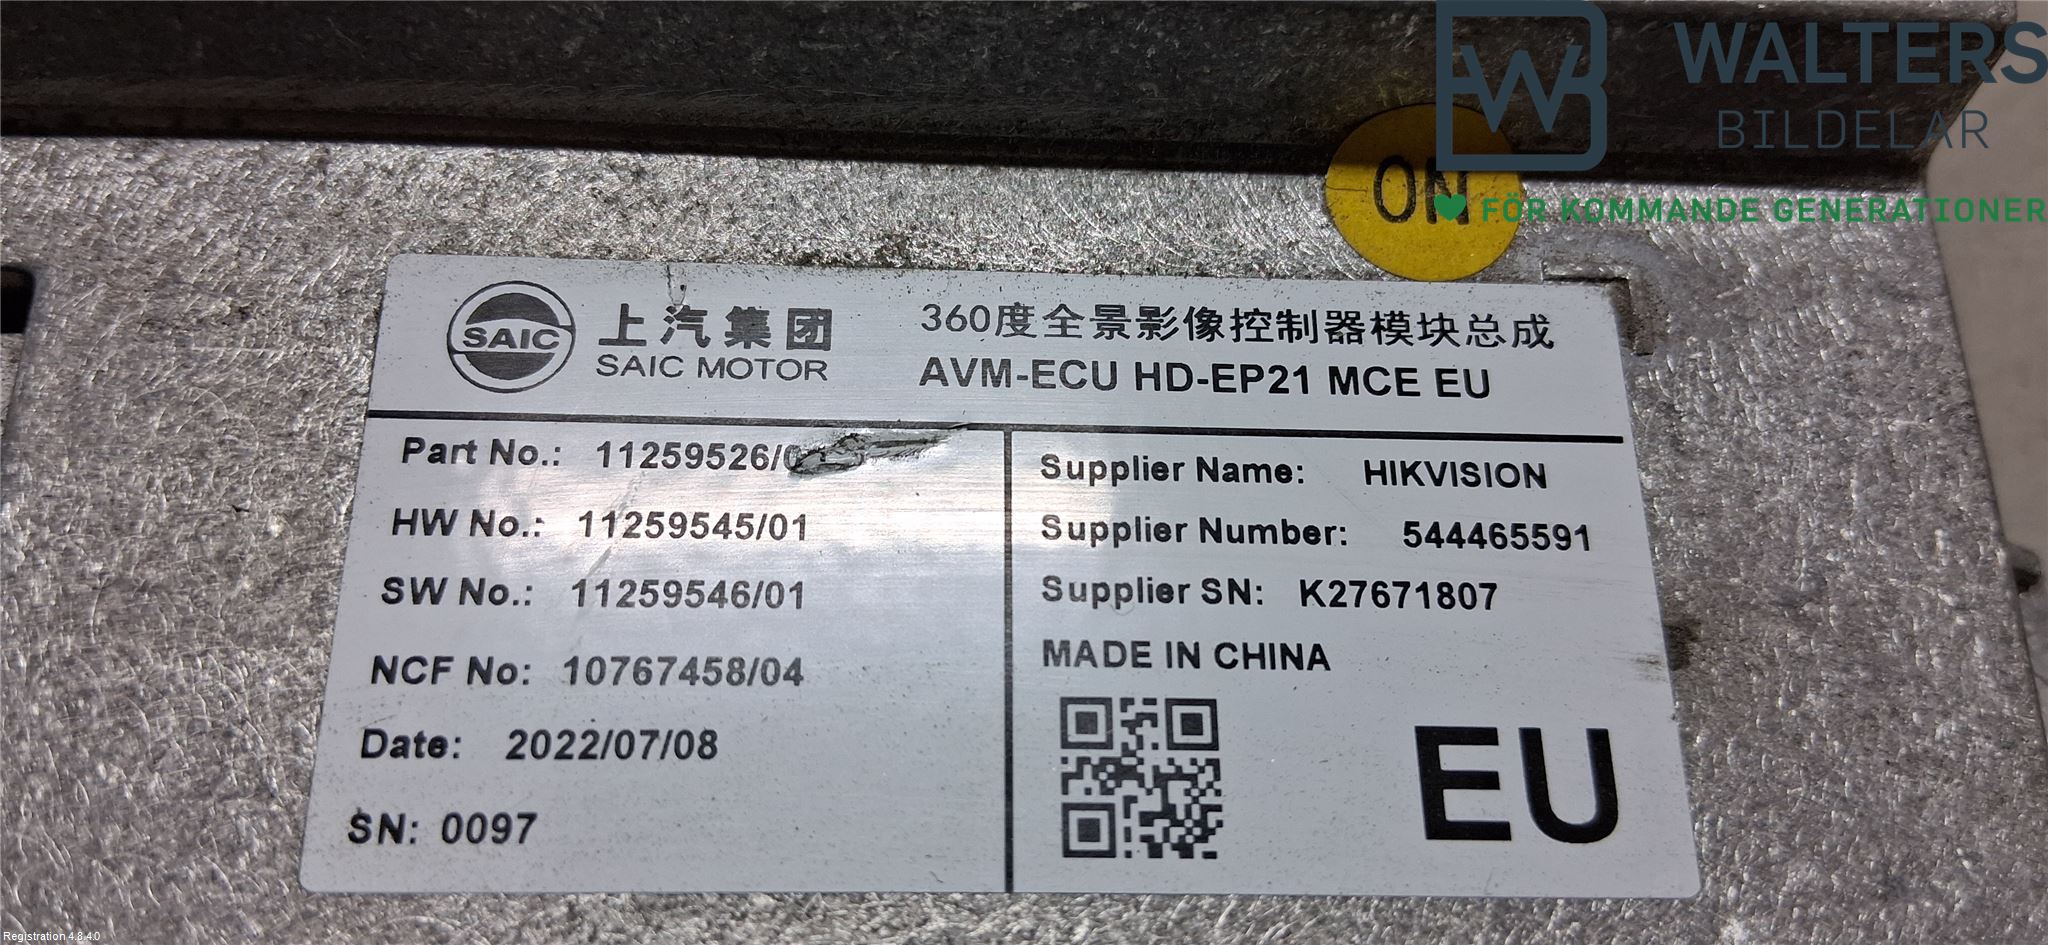 WALTERS
BILDELAR
FÖR KOMMANDE GENERATIONER
ON
SAIC
上汽集团
SAIC MOTOR
360度全景影像控制器模块总成
AVM-ECU HD-EP21 MCE EU
Part No.: 11259526/
HW No.: 11259545/01
SW No.: 11259546/01
NCF No: 10767458/04
Date: 2022/07/08
SN: 0097
Supplier Name: HIKVISION
Supplier Number: 544465591
Supplier SN: K27671807
MADE IN CHINA
EU
Registration 4.8.4.0